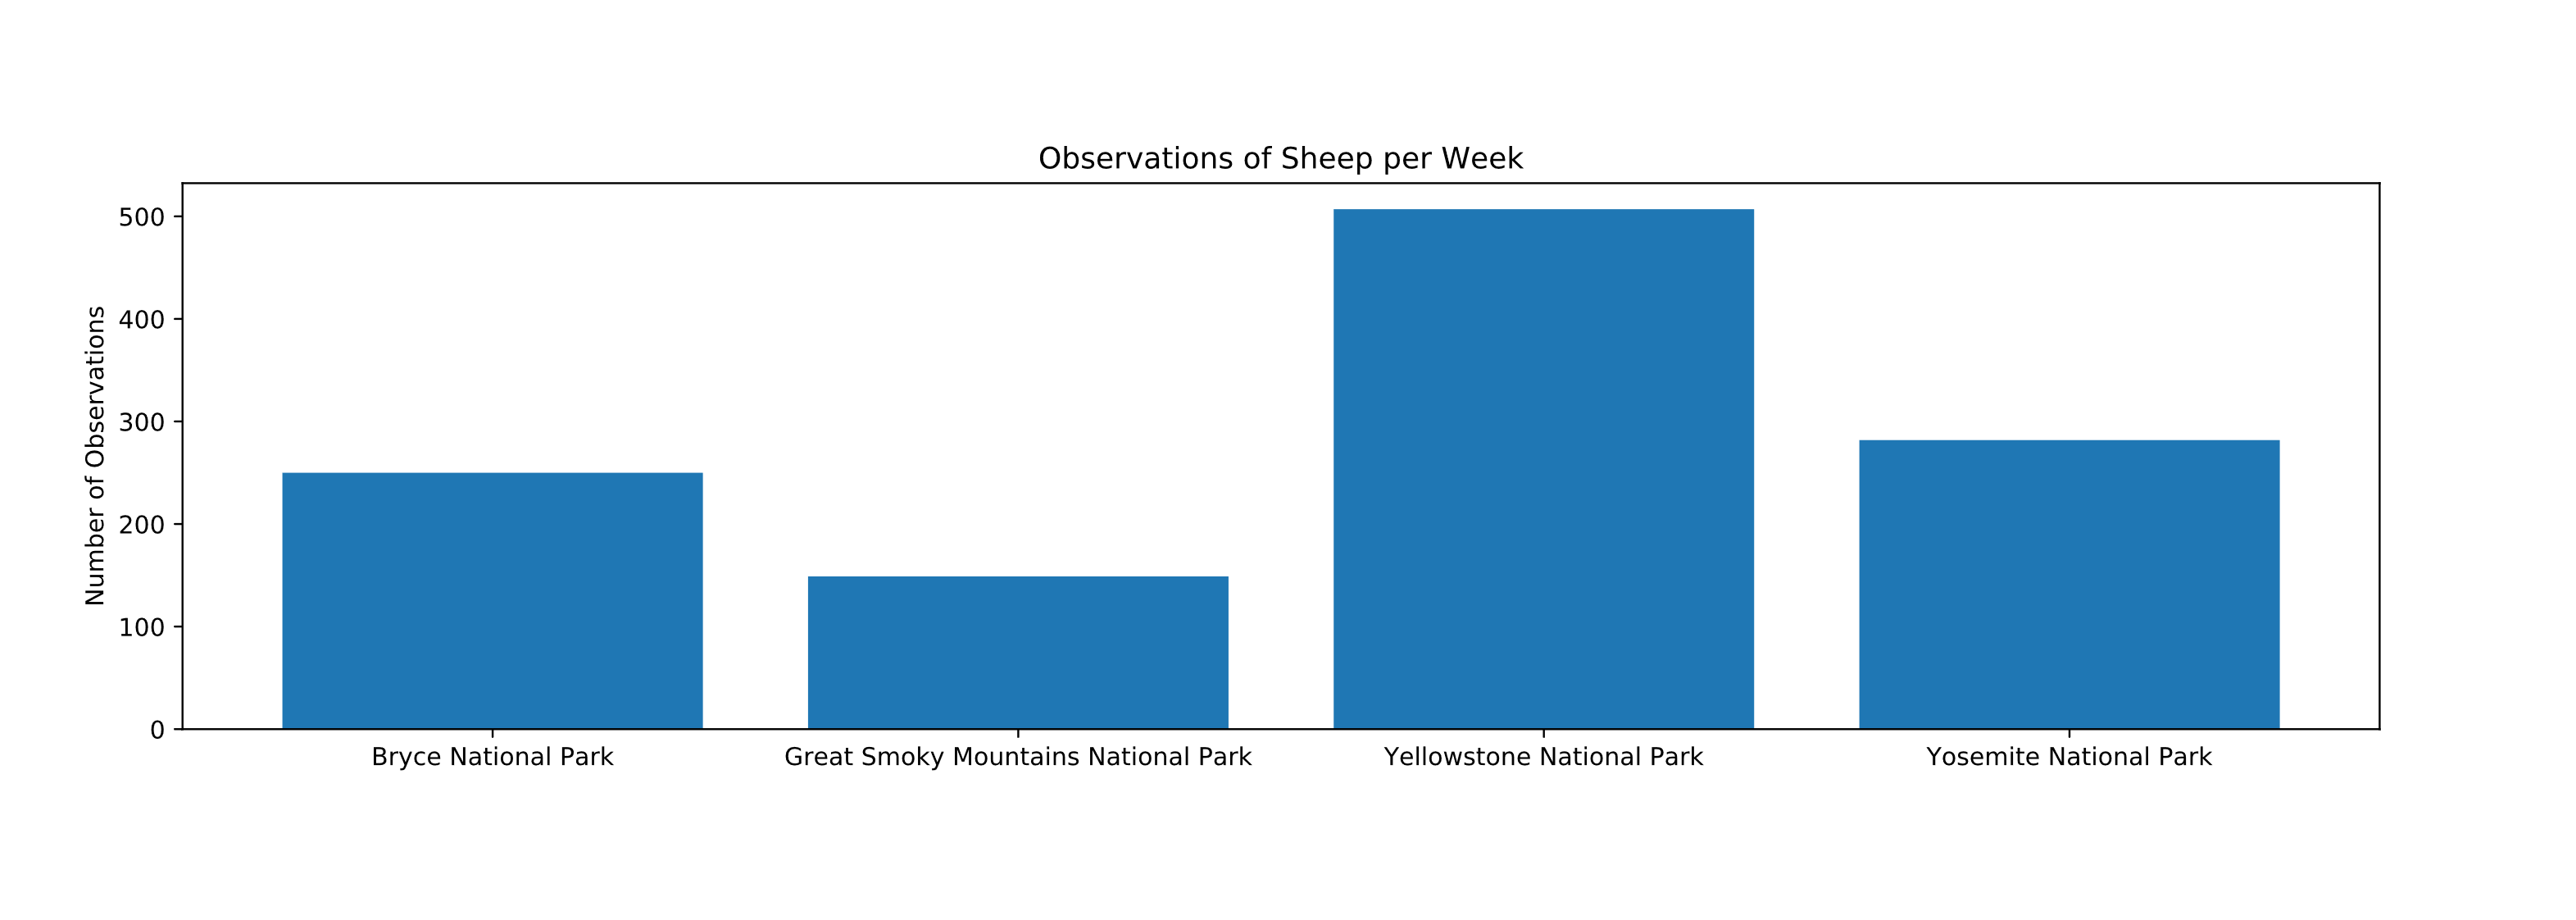 Observations of Sheep per Week
Number of Observations
500
400
300
200
100
0
Bryce National Park
Great Smoky Mountains National Park
Yellowstone National Park
Yosemite National Park